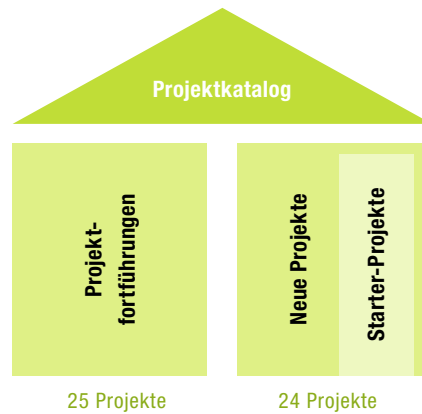 Projektkatalog
Projekt-
fortführungen
Neue Projekte
Starter-Projekte
25 Projekte
24 Projekte